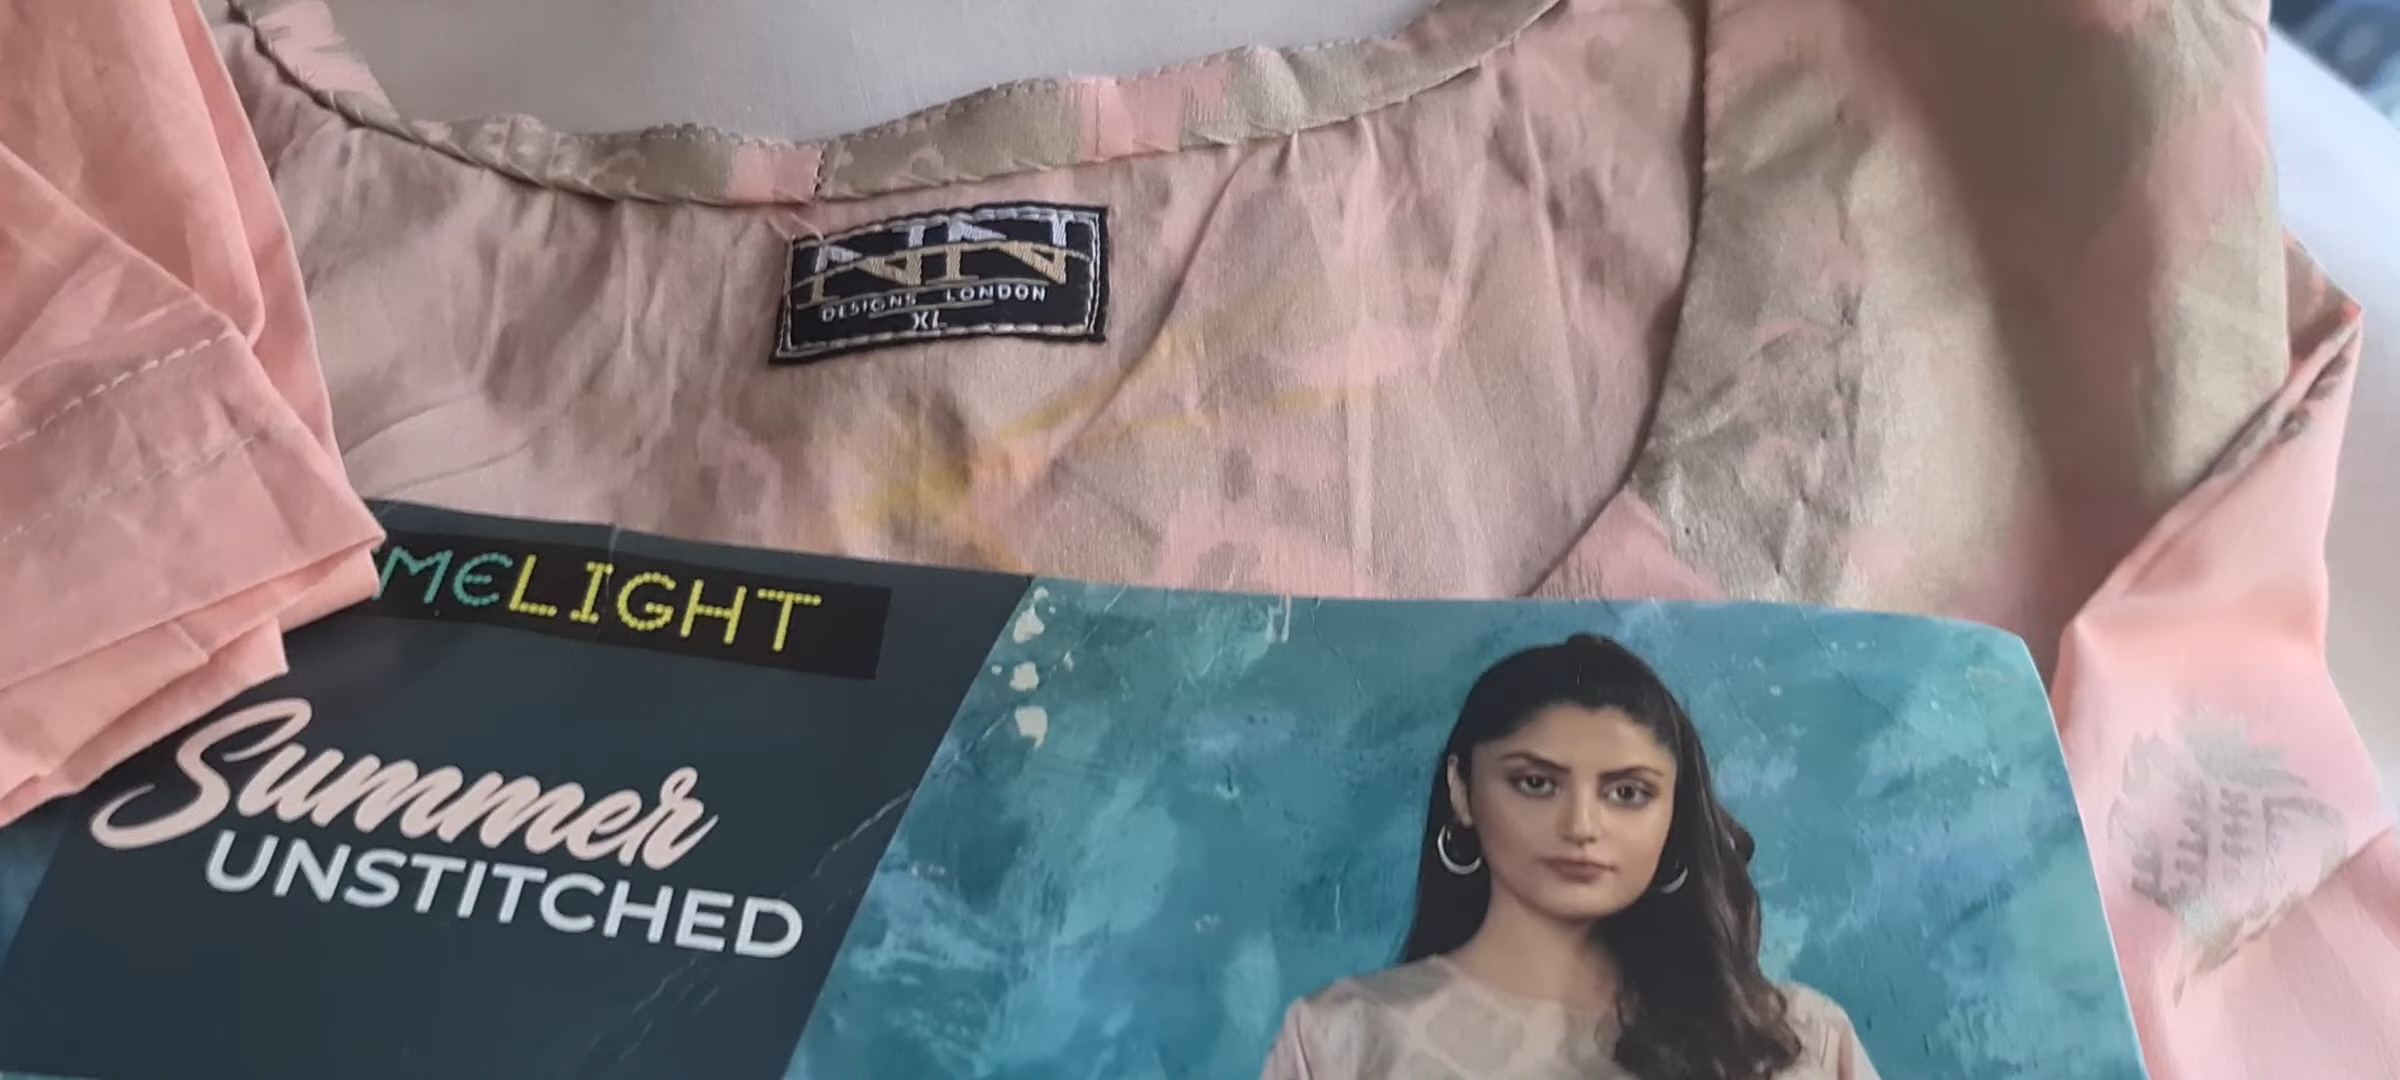 NN
DESIGNS LONDON
XL
MELIGHT
Summer
UNSTITCHED